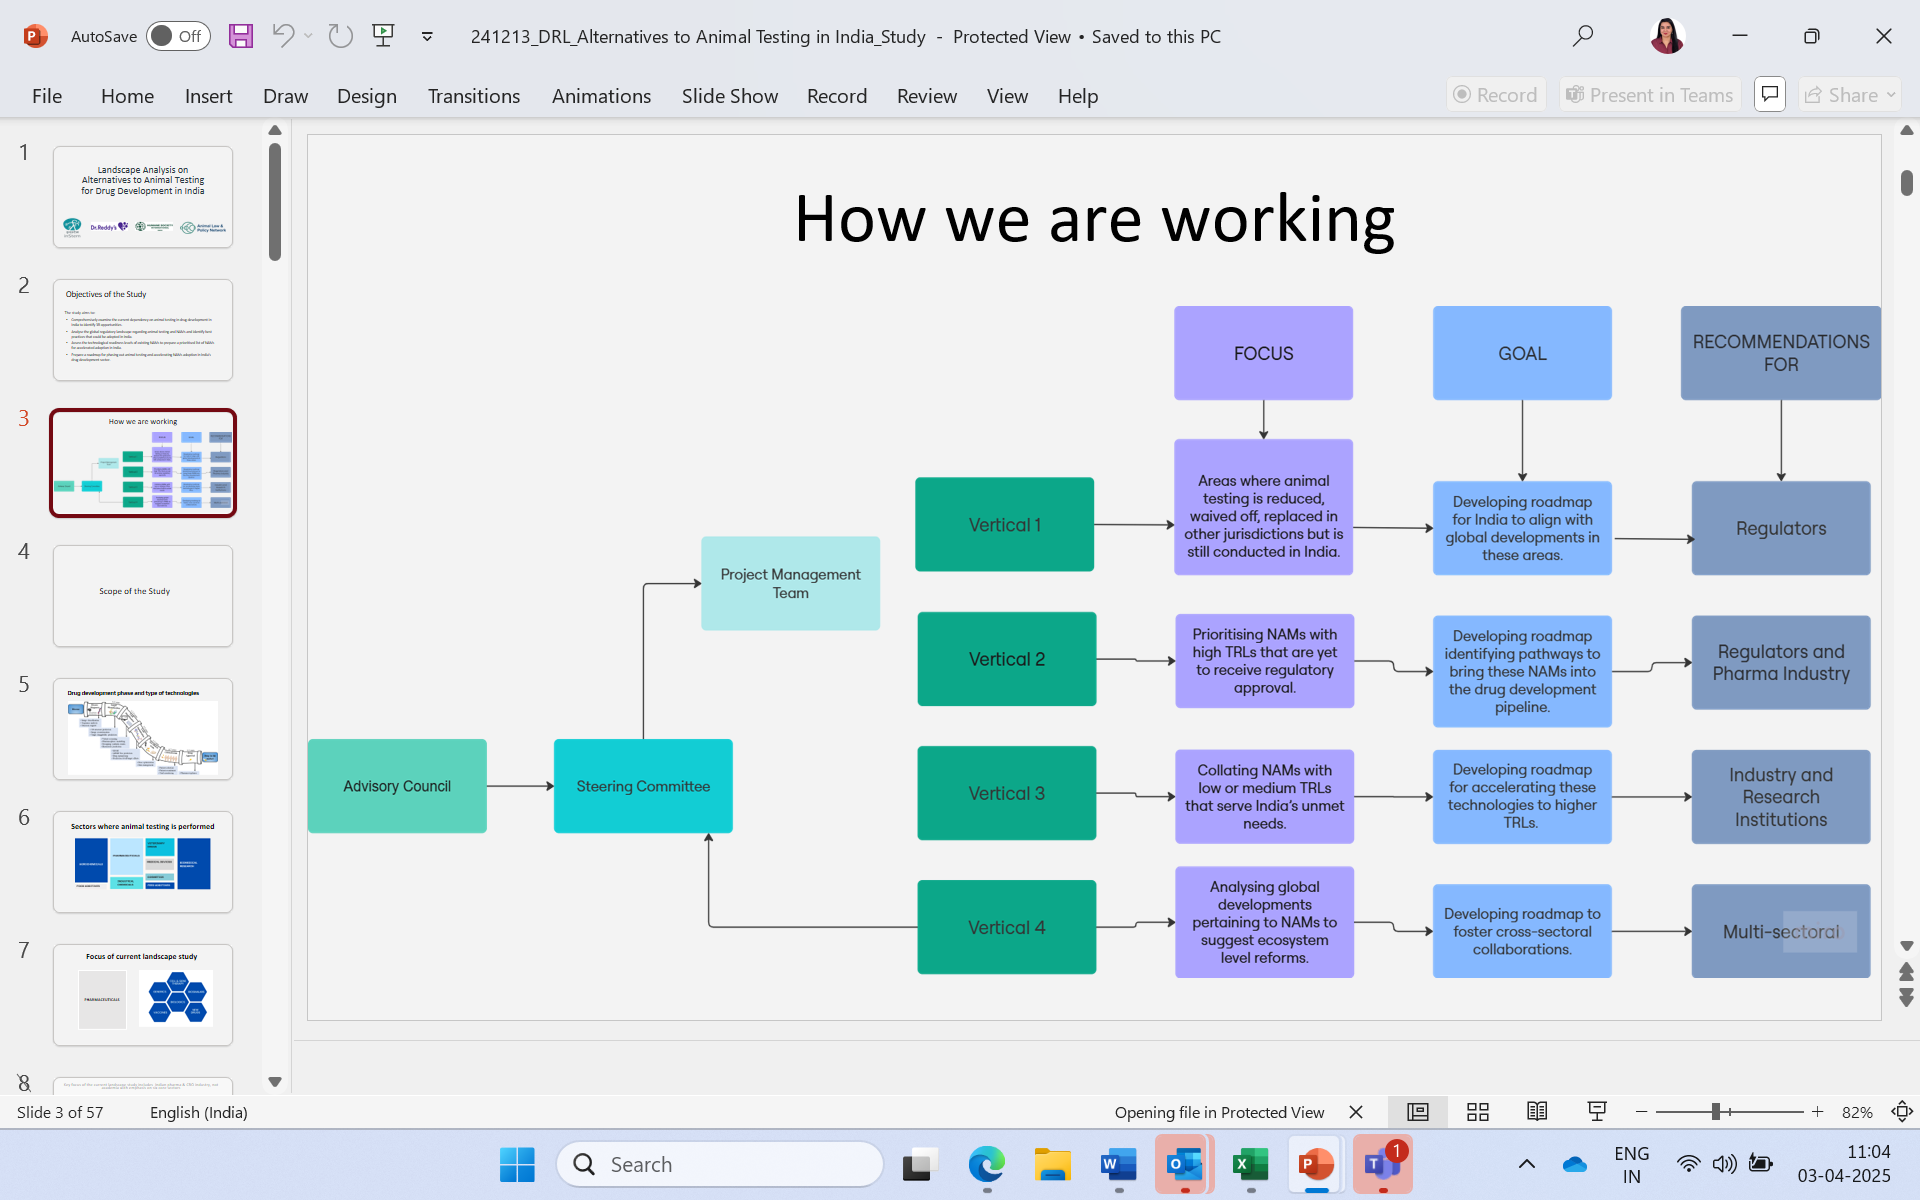 AutoSave
Off
241213_DRL_Alternatives to Animal Testing in India_Study - Protected View • Saved to this PC
File
Home
Insert
Draw
Design
Transitions
Animations
Slide Show
Record
Review
View
Help
Record
Present in Teams
Share
1
Landscape Analysis on
Alternatives to Animal Testing
for Drug Development in India
Dr.Reddy's
Animal Law &
Policy Network
2
Objectives of the Study
The study aims to:
3
How we are working
4
Scope of the Study
5
Drug development phase and type of technologies
6
Sectors where animal testing is performed
7
Focus of current landscape study
PHARMACEUTICALS
8
How we are working
FOCUS
GOAL
RECOMMENDATIONS
FOR
Vertical 1
Areas where animal
testing is reduced,
waived off, replaced in
other jurisdictions but is
still conducted in India.
Developing roadmap
for India to align with
global developments in
these areas.
Regulators
Project Management
Team
Vertical 2
Prioritising NAMs with
high TRLs that are yet
to receive regulatory
approval.
Developing roadmap
identifying pathways to
bring these NAMs into
the drug development
pipeline.
Regulators and
Pharma Industry
Advisory Council
Steering Committee
Vertical 3
Collating NAMs with
low or medium TRLs
that serve India's unmet
needs.
Developing roadmap
for accelerating these
technologies to higher
TRLs.
Industry and
Research
Institutions
Vertical 4
Analysing global
developments
pertaining to NAMs to
suggest ecosystem
level reforms.
Developing roadmap to
foster cross-sectoral
collaborations.
Multi-sectoral
Slide 3 of 57
English (India)
Opening file in Protected View
82%
Search
1
ENG
IN
11:04
03-04-2025